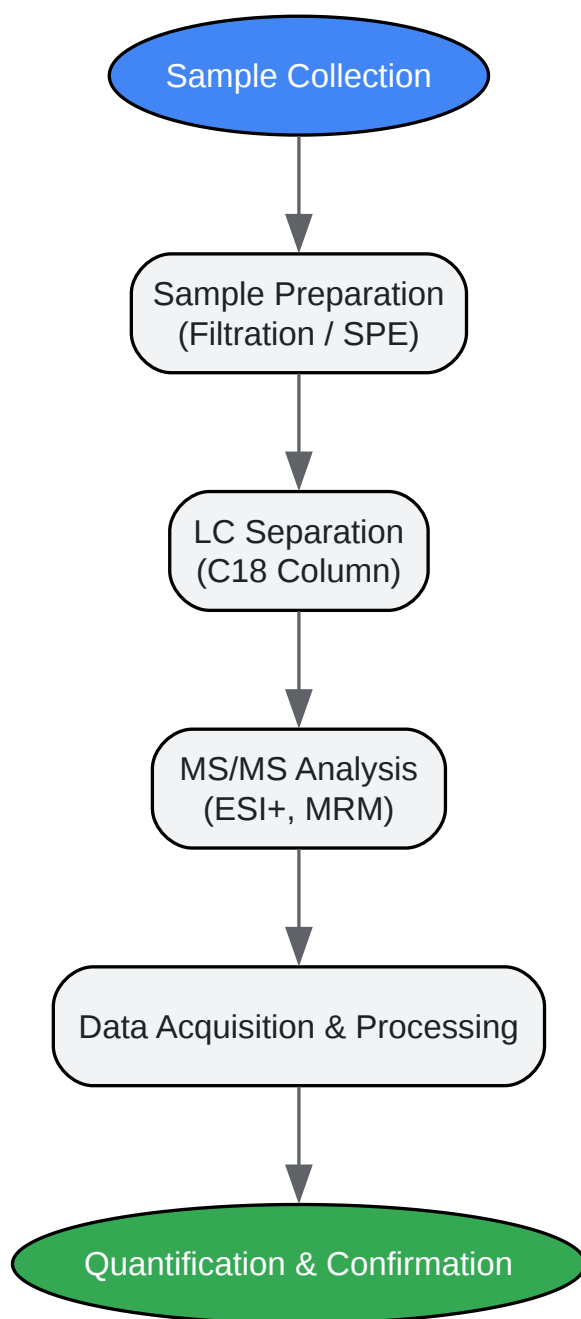 Sample Collection
Sample Preparation
(Filtration / SPE)
LC Separation
(C18 Column)
MS/MS Analysis
(ESI+, MRM)
Data Acquisition & Processing
Quantification & Confirmation